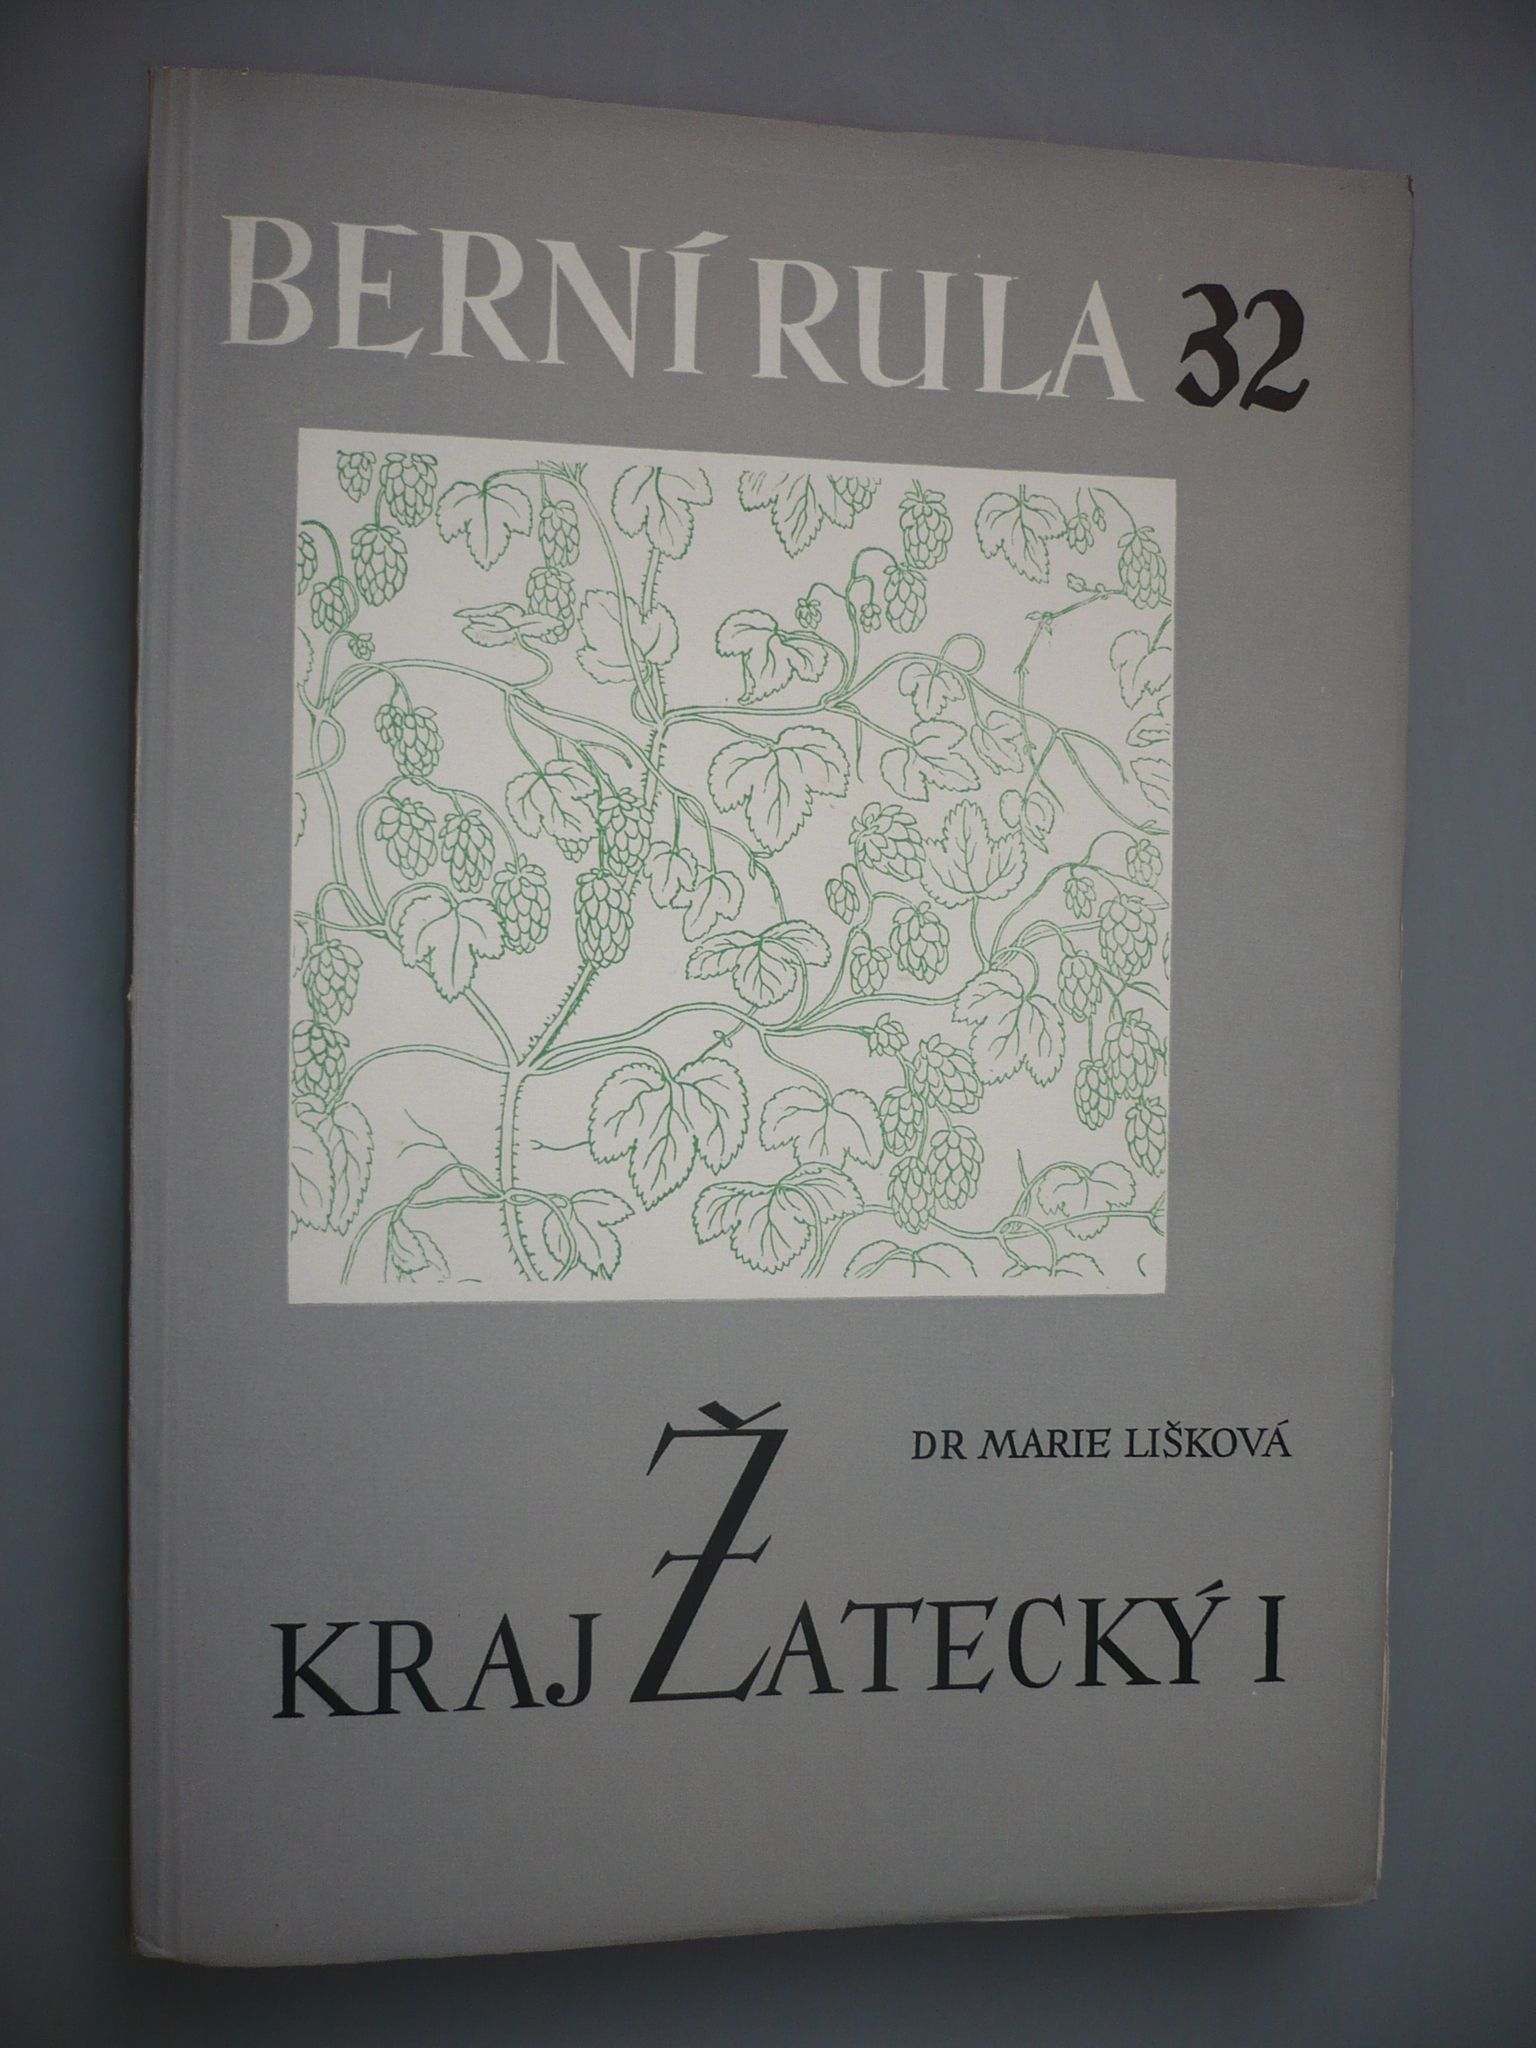 BERNÍ RULA 32
DR MARIE LIŠKOVÁ
KRAJ ŽATECKÝ I